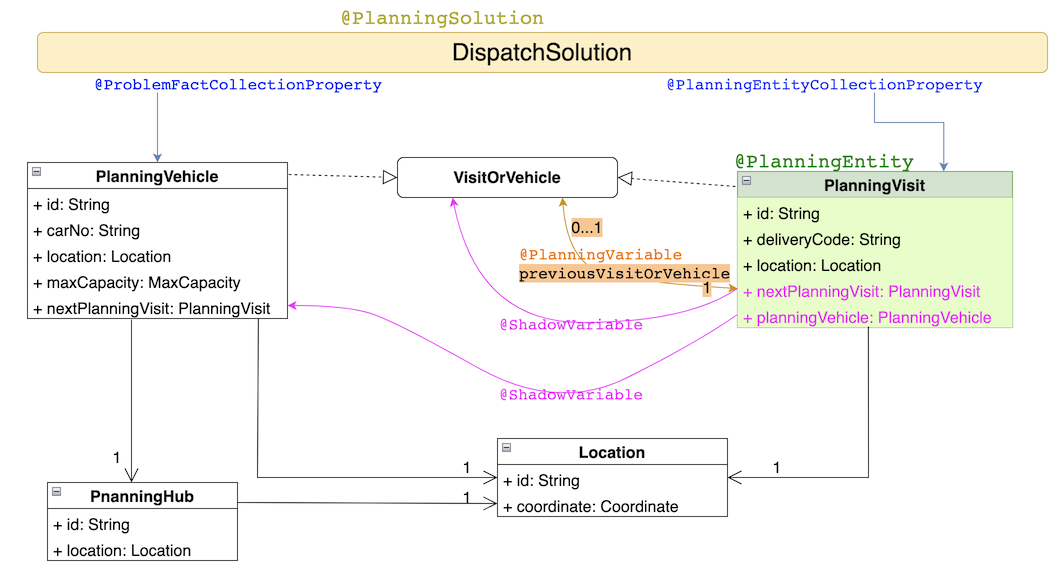 @PlanningSolution
DispatchSolution
@ProblemFactCollectionProperty
@PlanningEntityCollectionProperty
@PlanningEntity
PlanningVehicle
+ id: String
+ carNo: String
+ location: Location
+ maxCapacity: MaxCapacity
+ nextPlanningVisit: PlanningVisit
VisitOrVehicle
PlanningVisit
+ id: String
+ deliveryCode: String
+ location: Location
+ nextPlanningVisit: PlanningVisit
+ planningVehicle: PlanningVehicle
0...1
@PlanningVariable
previousVisitOrVehicle
1
@ShadowVariable
@ShadowVariable
1
1
1
1
PnanningHub
+ id: String
+ location: Location
Location
+ id: String
+ coordinate: Coordinate